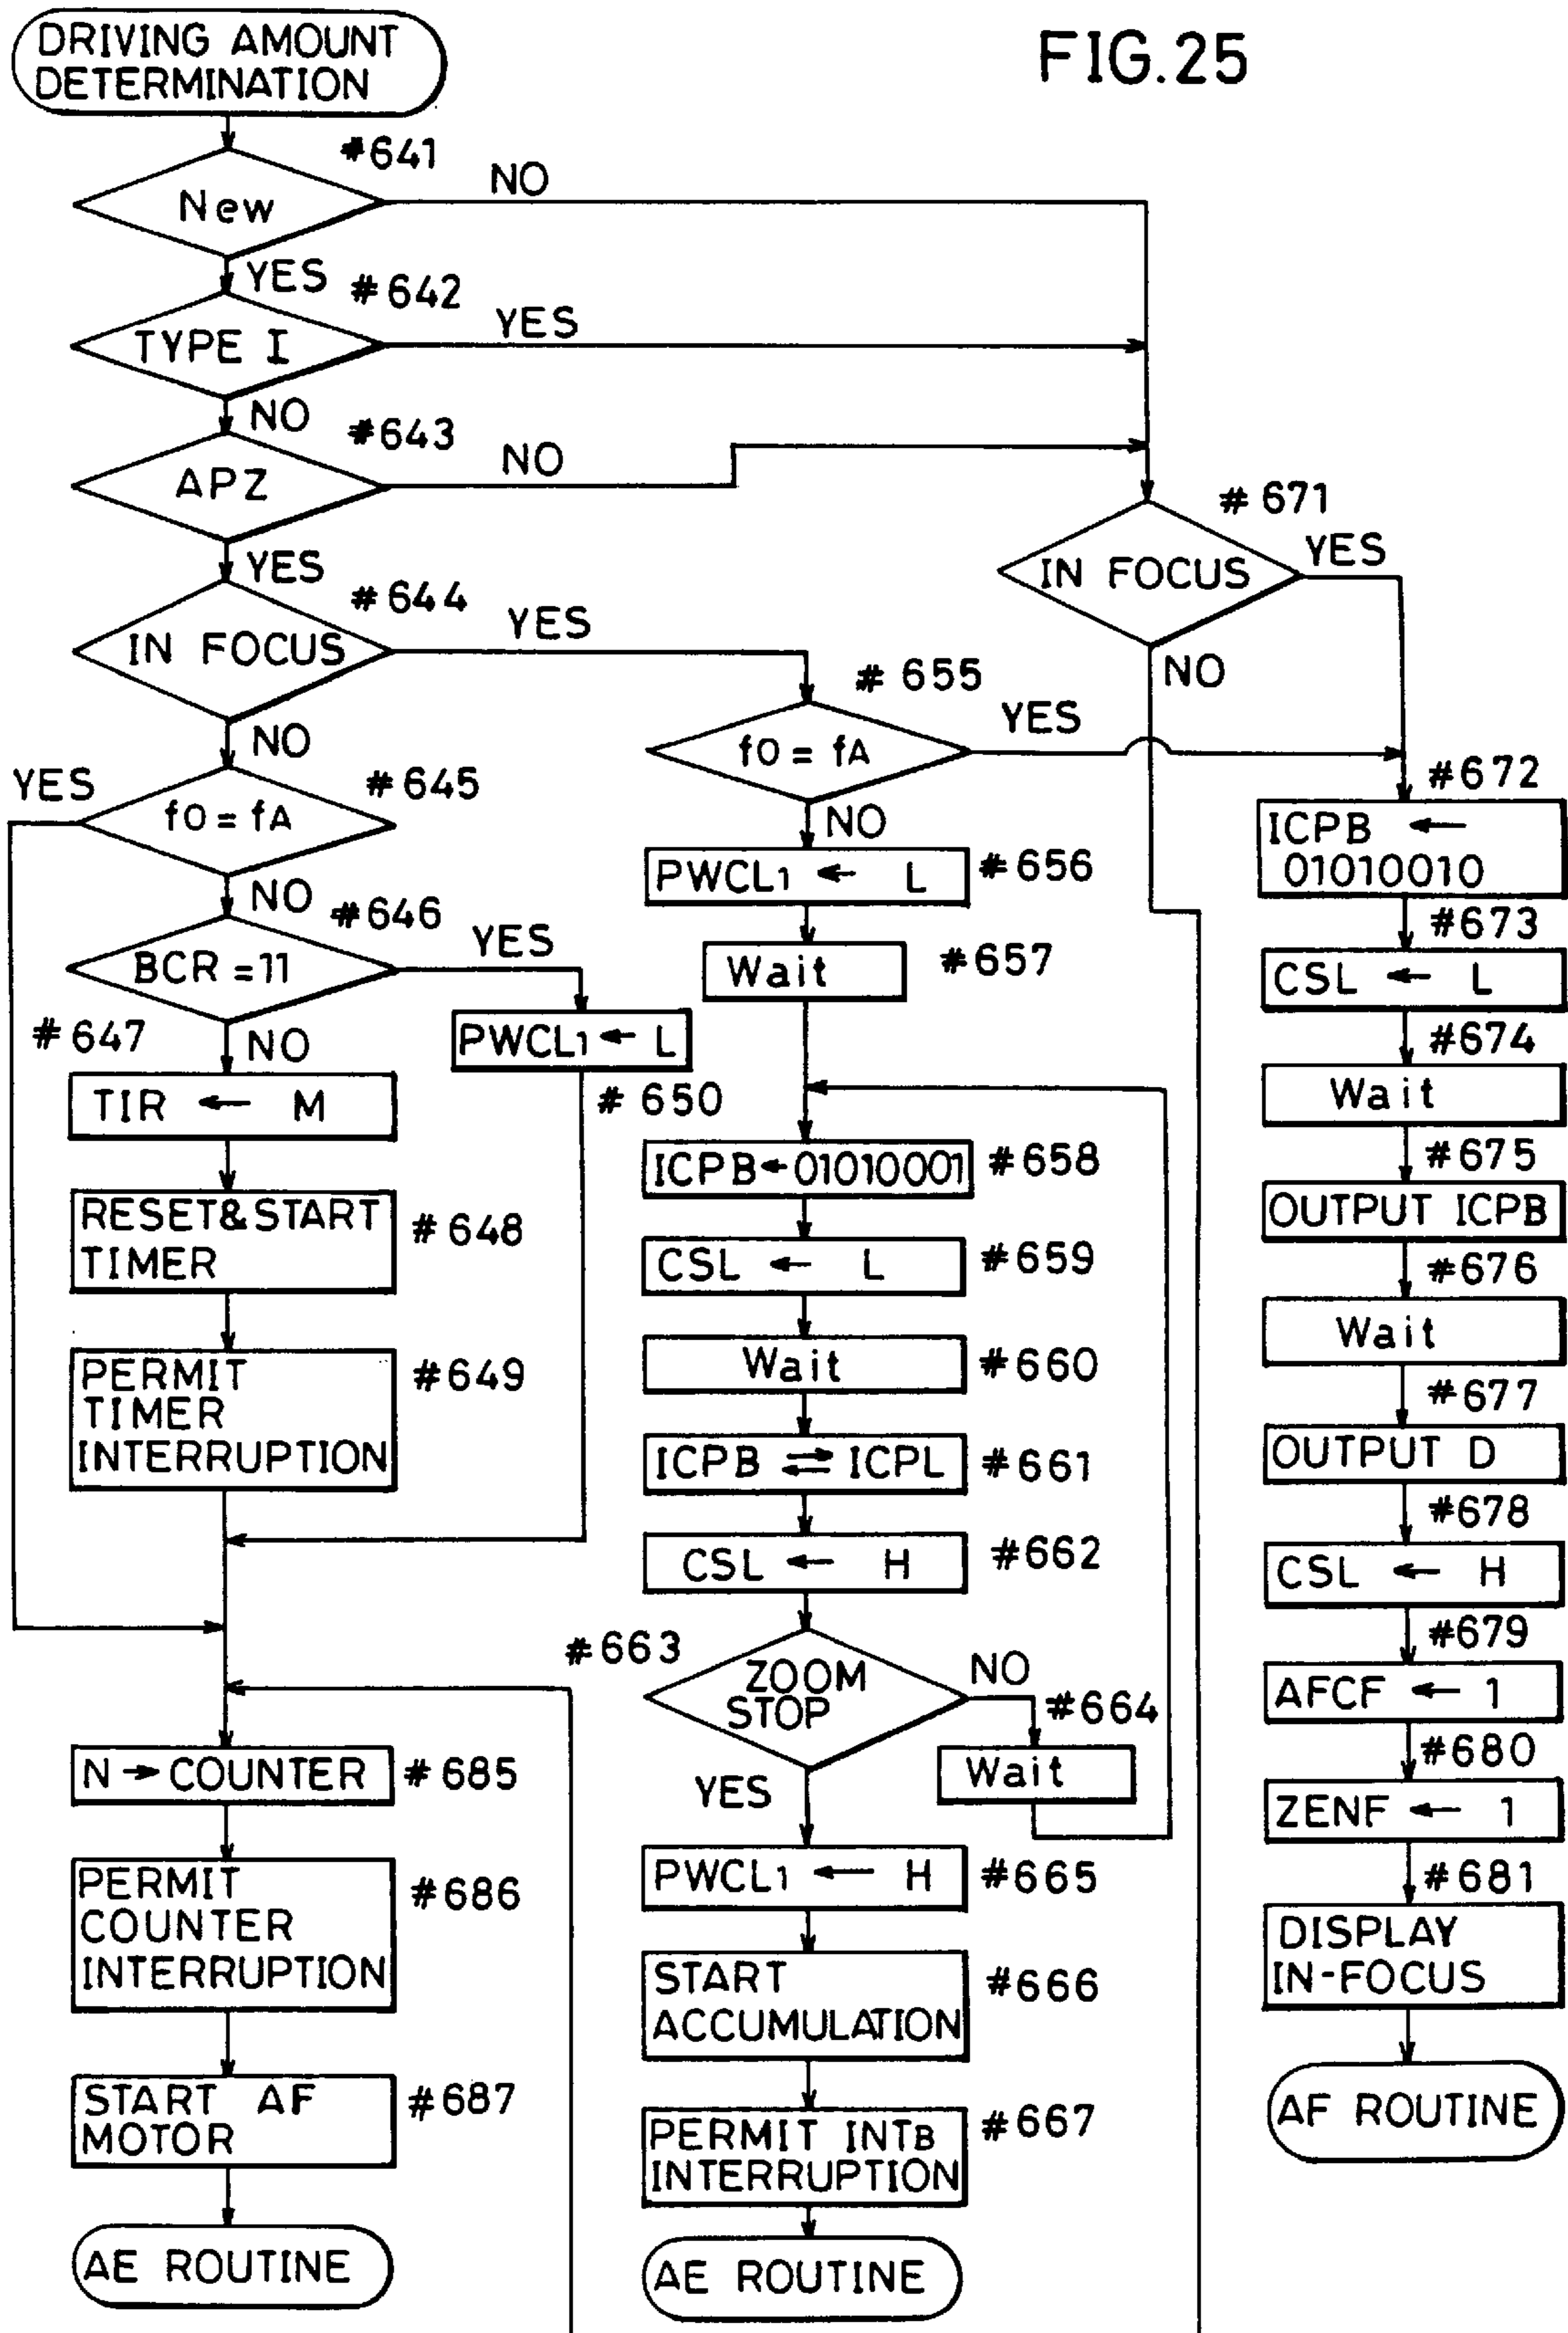 FIG.25
DRIVING AMOUNT
DETERMINATION
#641
New
NO
YES
#642
TYPE I
YES
NO
#643
APZ
NO
YES
#644
IN FOCUS
YES
NO
#645
YES
fO = fA
NO
#646
BCR = 11
YES
#647
NO
PWCL1 ← L
#650
TIR ← M
RESET&START
TIMER
#648
PERMIT
TIMER
INTERRUPTION
#649
N → COUNTER
#685
PERMIT
COUNTER
INTERRUPTION
#686
START AF
MOTOR
#687
AE ROUTINE
#655
fO = fA
YES
NO
PWCL1 ← L
#656
Wait
#657
ICPB ← 01010001
#658
CSL ← L
#659
Wait
#660
ICPB ⇄ ICPL
#661
CSL ← H
#662
#663
ZOOM
STOP
NO
#664
Wait
YES
PWCL1 ← H
#665
START
ACCUMULATION
#666
PERMIT INTB
INTERRUPTION
#667
AE ROUTINE
#671
IN FOCUS
YES
NO
#672
ICPB ←
01010010
#673
CSL ← L
#674
Wait
#675
OUTPUT ICPB
#676
Wait
#677
OUTPUT D
#678
CSL ← H
#679
AFCF ← 1
#680
ZENF ← 1
#681
DISPLAY
IN-FOCUS
AF ROUTINE